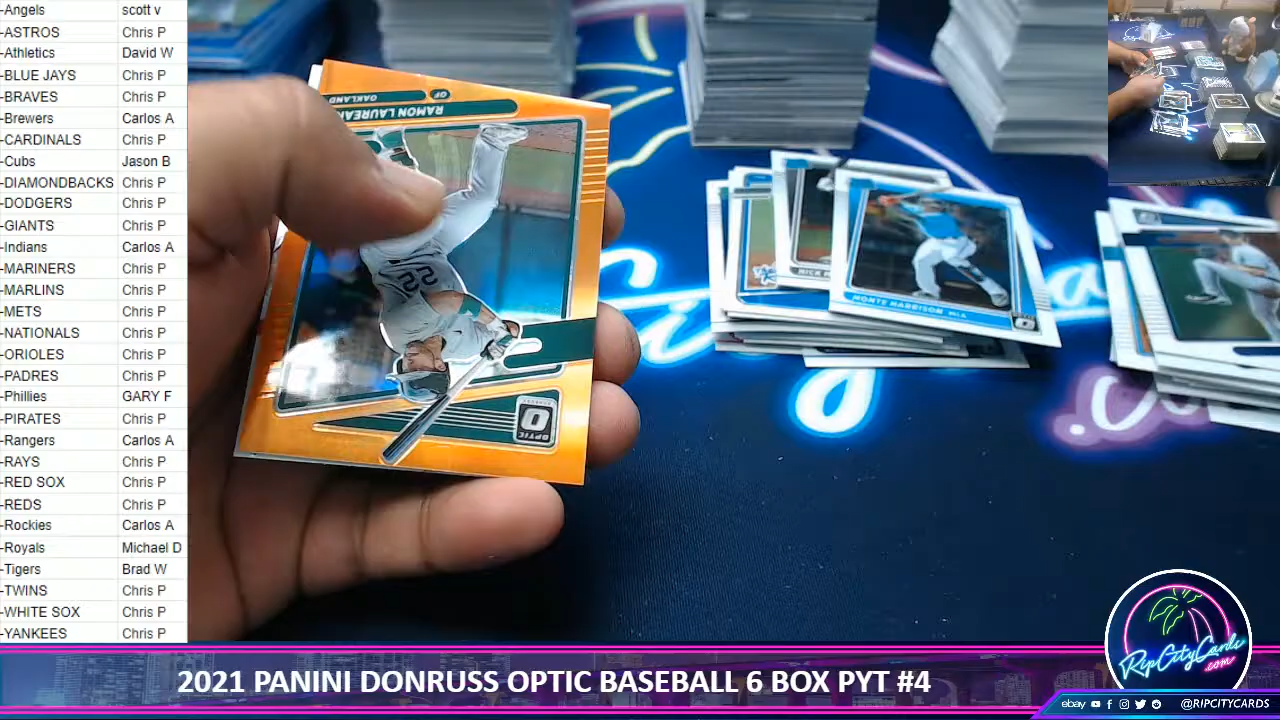 -Angels scott v
-ASTROS Chris P
-Athletics David W
-BLUE JAYS Chris P
-BRAVES Chris P
-Brewers Carlos A
-CARDINALS Chris P
-Cubs Jason B
-DIAMONDBACKS Chris P
-DODGERS Chris P
-GIANTS Chris P
-Indians Carlos A
-MARINERS Chris P
-MARLINS Chris P
-METS Chris P
-NATIONALS Chris P
-ORIOLES Chris P
-PADRES Chris P
-Phillies GARY F
-PIRATES Chris P
-Rangers Carlos A
-RAYS Chris P
-RED SOX Chris P
-REDS Chris P
-Rockies Carlos A
-Royals Michael D
-Tigers Brad W
-TWINS Chris P
-WHITE SOX Chris P
-YANKEES Chris P
OF
OAKLAND
RAMON
22
OPTIC
NICK
MONTE HARRISON MIA
.co
2021 PANINI DONRUSS OPTIC BASEBALL 6 BOX PYT #4
RipCityCards
.com
ebay @RIPCITYCARDS